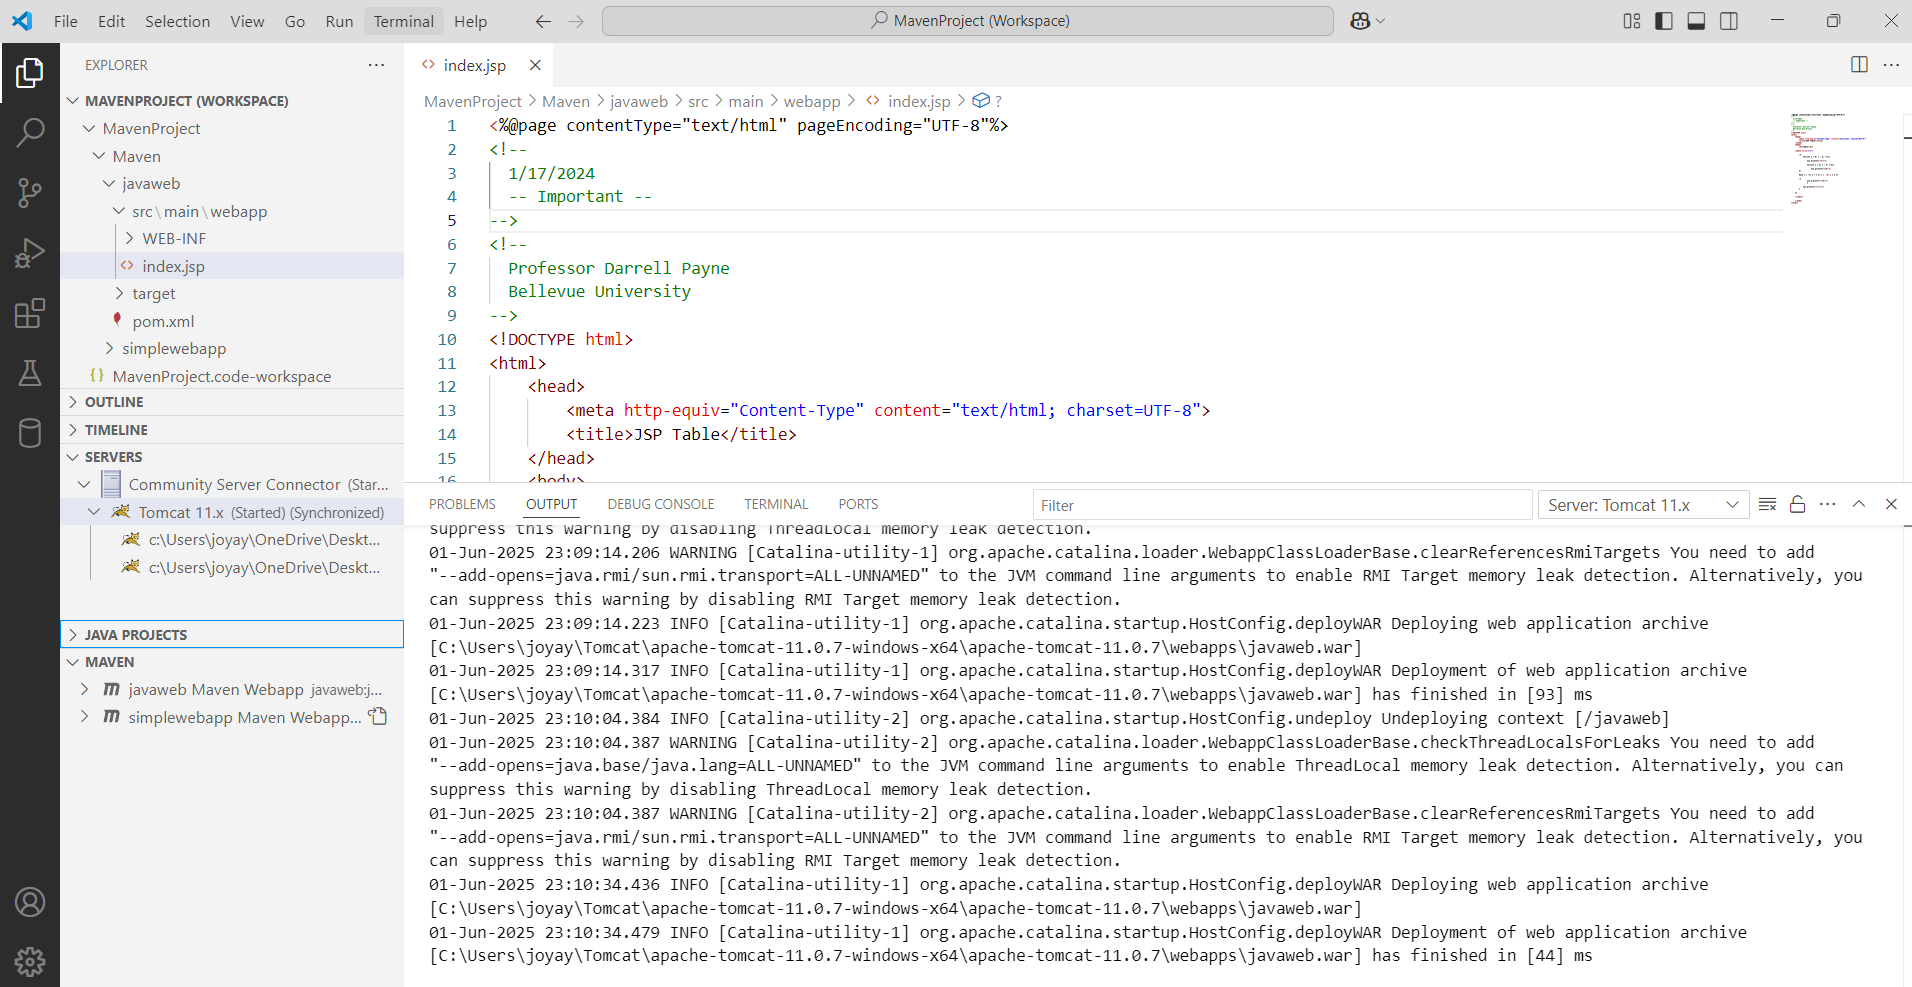 File Edit Selection View Go Run Terminal Help MavenProject (Workspace)
EXPLORER
MAVENPROJECT (WORKSPACE)
MavenProject
Maven
javaweb
src\main\webapp
WEB-INF
index.jsp
target
pom.xml
simplewebapp
MavenProject.code-workspace
OUTLINE
TIMELINE
SERVERS
Community Server Connector (Star...
Tomcat 11.x (Started) (Synchronized)
c:\Users\joyay\OneDrive\Deskt...
c:\Users\joyay\OneDrive\Deskt...
JAVA PROJECTS
MAVEN
javaweb Maven Webapp javaweb:j...
simplewebapp Maven Webapp...
index.jsp
MavenProject > Maven > javaweb > src > main > webapp > index.jsp > ?
1 <%@page contentType="text/html" pageEncoding="UTF-8"%>
2 <!--
3 1/17/2024
4 -- Important --
5 -->
6 <!--
7 Professor Darrell Payne
8 Bellevue University
9 -->
10 <!DOCTYPE html>
11 <html>
12 <head>
13 <meta http-equiv="Content-Type" content="text/html; charset=UTF-8">
14 <title>JSP Table</title>
15 </head>
16 <body>
PROBLEMS OUTPUT DEBUG CONSOLE TERMINAL PORTS Filter Server: Tomcat 11.x
suppress this warning by disabling ThreadLocal memory leak detection.
01-Jun-2025 23:09:14.206 WARNING [Catalina-utility-1] org.apache.catalina.loader.WebappClassLoaderBase.clearReferencesRmiTargets You need to add
"--add-opens=java.rmi/sun.rmi.transport=ALL-UNNAMED" to the JVM command line arguments to enable RMI Target memory leak detection. Alternatively, you
can suppress this warning by disabling RMI Target memory leak detection.
01-Jun-2025 23:09:14.223 INFO [Catalina-utility-1] org.apache.catalina.startup.HostConfig.deployWAR Deploying web application archive
[C:\Users\joyay\Tomcat\apache-tomcat-11.0.7-windows-x64\apache-tomcat-11.0.7\webapps\javaweb.war]
01-Jun-2025 23:09:14.317 INFO [Catalina-utility-1] org.apache.catalina.startup.HostConfig.deployWAR Deployment of web application archive
[C:\Users\joyay\Tomcat\apache-tomcat-11.0.7-windows-x64\apache-tomcat-11.0.7\webapps\javaweb.war] has finished in [93] ms
01-Jun-2025 23:10:04.384 INFO [Catalina-utility-2] org.apache.catalina.startup.HostConfig.undeploy Undeploying context [/javaweb]
01-Jun-2025 23:10:04.387 WARNING [Catalina-utility-2] org.apache.catalina.loader.WebappClassLoaderBase.checkThreadLocalsForLeaks You need to add
"--add-opens=java.base/java.lang=ALL-UNNAMED" to the JVM command line arguments to enable ThreadLocal memory leak detection. Alternatively, you can
suppress this warning by disabling ThreadLocal memory leak detection.
01-Jun-2025 23:10:04.387 WARNING [Catalina-utility-2] org.apache.catalina.loader.WebappClassLoaderBase.clearReferencesRmiTargets You need to add
"--add-opens=java.rmi/sun.rmi.transport=ALL-UNNAMED" to the JVM command line arguments to enable RMI Target memory leak detection. Alternatively, you
can suppress this warning by disabling RMI Target memory leak detection.
01-Jun-2025 23:10:34.436 INFO [Catalina-utility-1] org.apache.catalina.startup.HostConfig.deployWAR Deploying web application archive
[C:\Users\joyay\Tomcat\apache-tomcat-11.0.7-windows-x64\apache-tomcat-11.0.7\webapps\javaweb.war]
01-Jun-2025 23:10:34.479 INFO [Catalina-utility-1] org.apache.catalina.startup.HostConfig.deployWAR Deployment of web application archive
[C:\Users\joyay\Tomcat\apache-tomcat-11.0.7-windows-x64\apache-tomcat-11.0.7\webapps\javaweb.war] has finished in [44] ms